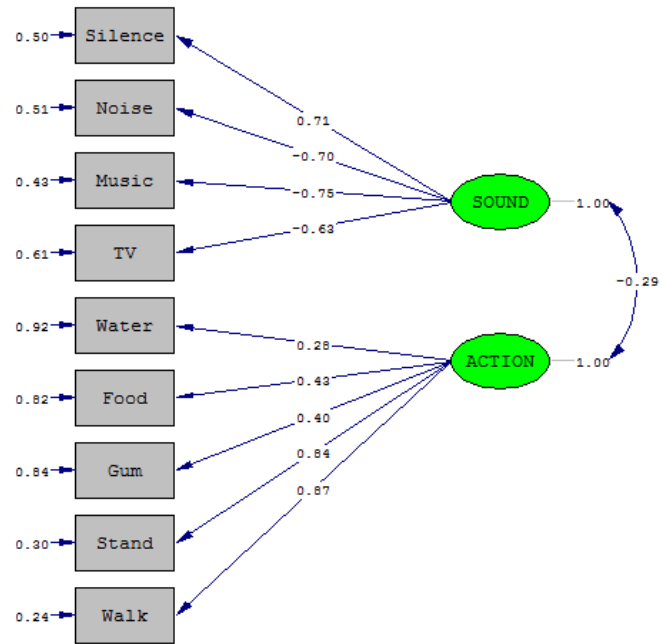 0.50 Silence
0.71
0.51 Noise
-0.70
0.43 Music
-0.75
SOUND 1.00
-0.63
0.61 TV
-0.29
0.92 Water
0.28
ACTION 1.00
0.43
0.82 Food
0.40
0.84
0.84 Gum
0.87
0.30 Stand
0.24 Walk